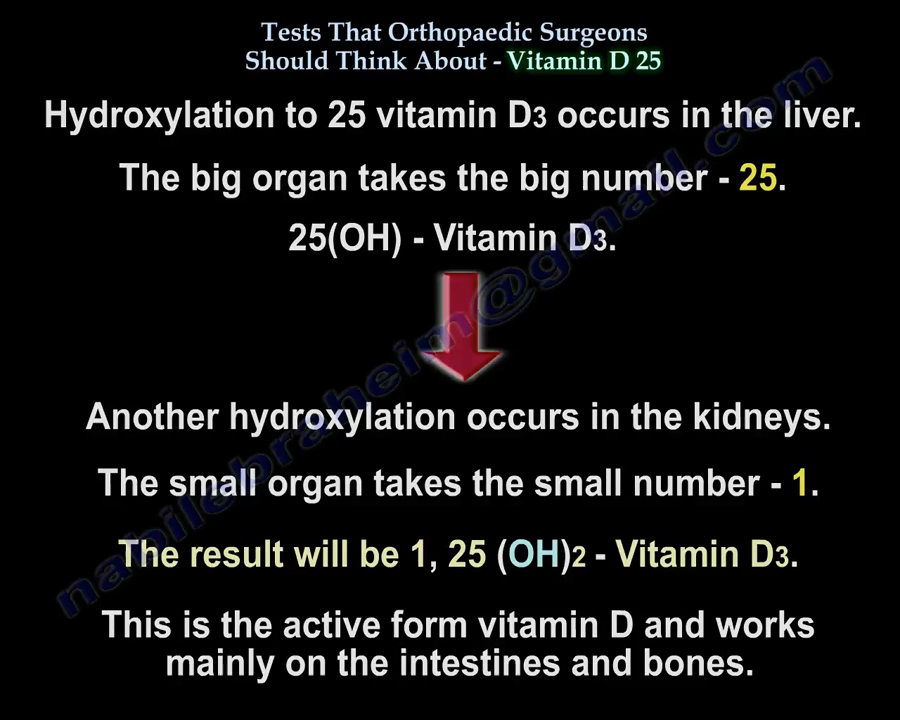 Tests That Orthopaedic Surgeons
Should Think About - Vitamin D 25
Hydroxylation to 25 vitamin D3 occurs in the liver.
The big organ takes the big number - 25.
25(OH) - Vitamin D3.
Another hydroxylation occurs in the kidneys.
The small organ takes the small number - 1.
The result will be 1, 25 (OH)2 - Vitamin D3.
This is the active form vitamin D and works
mainly on the intestines and bones.
nabilebraheim@gmail.com